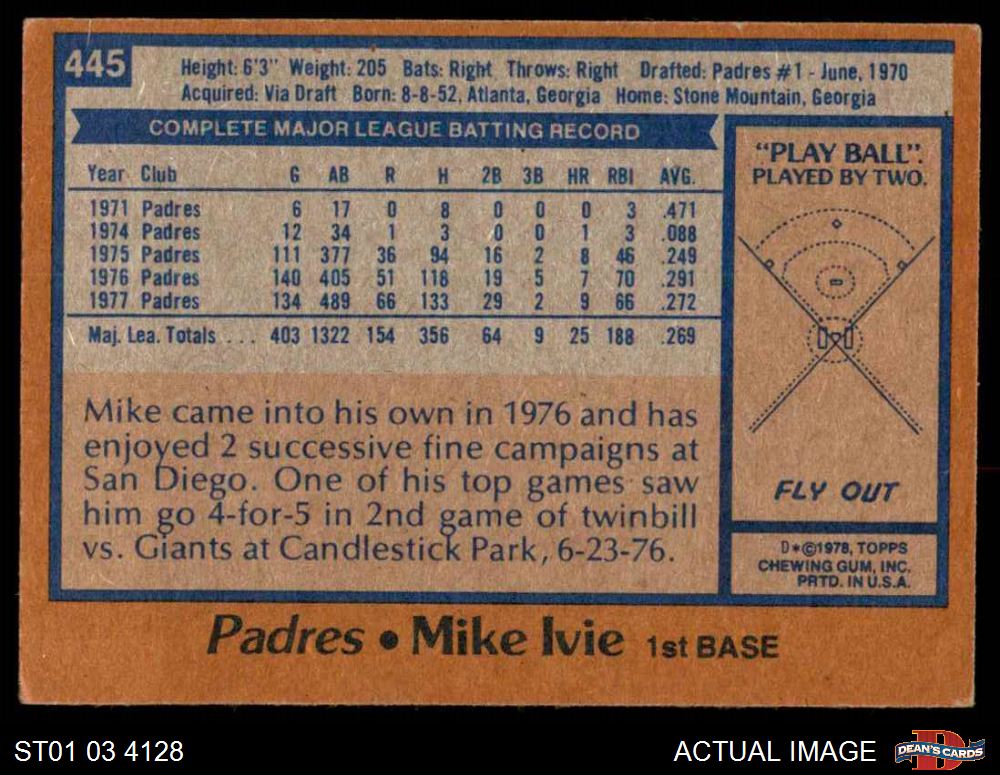 445
Height: 6'3" Weight: 205 Bats: Right Throws: Right Drafted: Padres #1 - June, 1970
Acquired: Via Draft Born: 8-8-52, Atlanta, Georgia Home: Stone Mountain, Georgia
COMPLETE MAJOR LEAGUE BATTING RECORD
Year Club G AB R H 2B 3B HR RBI AVG.
1971 Padres 6 17 0 8 0 0 0 3 .471
1974 Padres 12 34 1 3 0 0 1 3 .088
1975 Padres 111 377 36 94 16 2 8 46 .249
1976 Padres 140 405 51 118 19 5 7 70 .291
1977 Padres 134 489 66 133 29 2 9 66 .272
Maj. Lea. Totals . . . 403 1322 154 356 64 9 25 188 .269
Mike came into his own in 1976 and has
enjoyed 2 successive fine campaigns at
San Diego. One of his top games saw
him go 4-for-5 in 2nd game of twinbill
vs. Giants at Candlestick Park, 6-23-76.
"PLAY BALL".
PLAYED BY TWO.
FLY OUT
D*©1978, TOPPS
CHEWING GUM, INC.
PRTD. IN U.S.A.
Padres • Mike Ivie 1st BASE
ST01 03 4128
ACTUAL IMAGE
D
DEAN'S CARDS